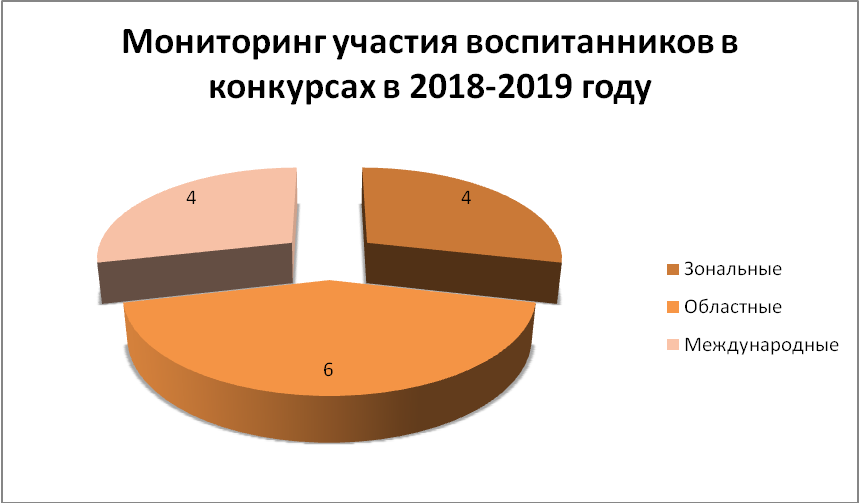 Мониторинг участия воспитанников в
конкурсах в 2018-2019 году
4
4
6
Зональные
Областные
Международные